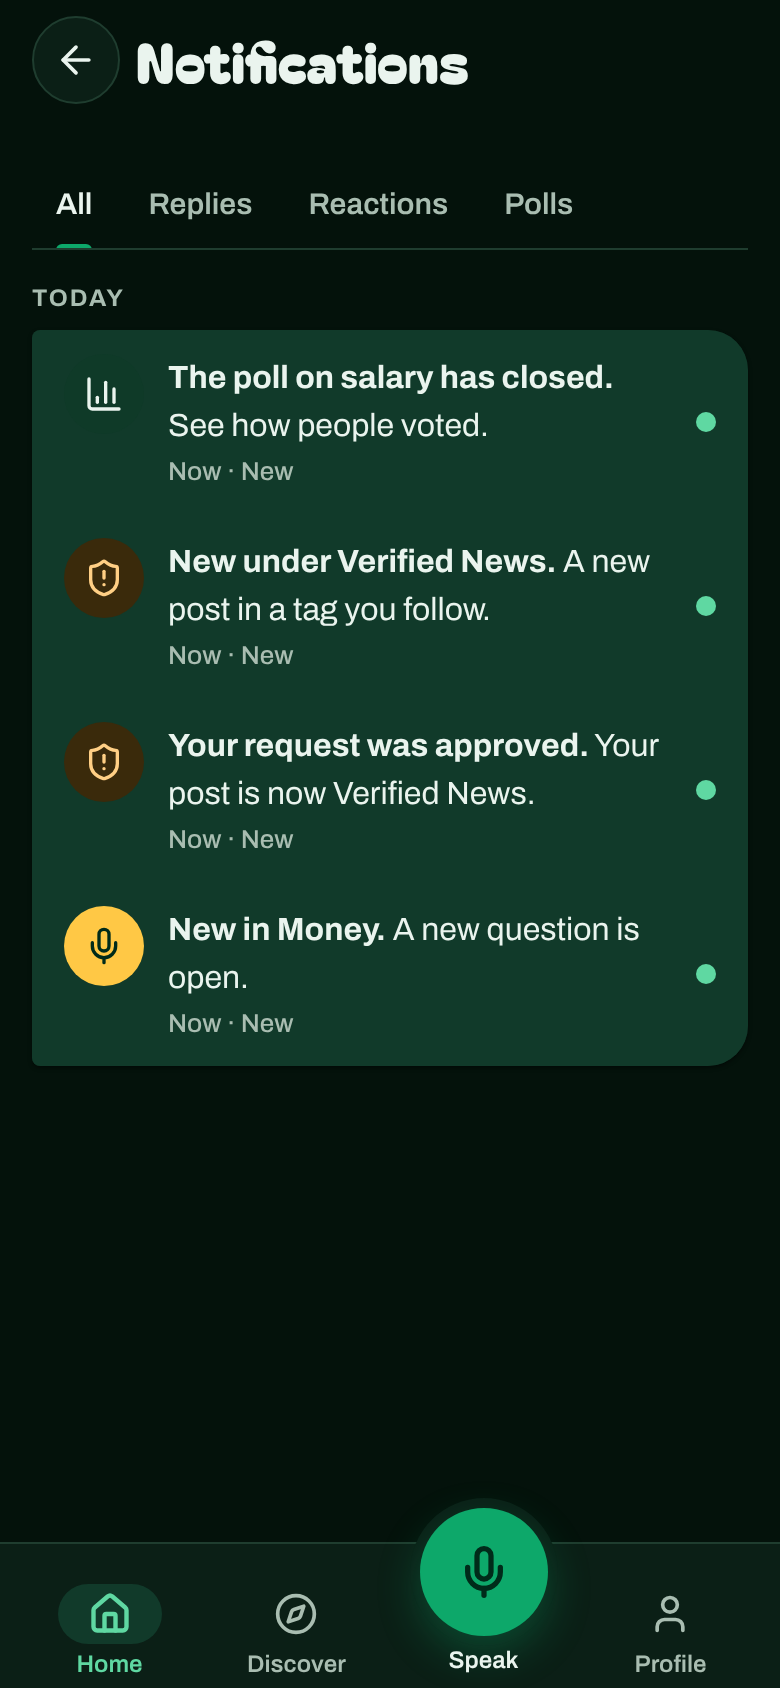 Notifications
All Replies Reactions Polls
TODAY
The poll on salary has closed.
See how people voted.
Now · New
New under Verified News. A new
post in a tag you follow.
Now · New
Your request was approved. Your
post is now Verified News.
Now · New
New in Money. A new question is
open.
Now · New
Home Discover Speak Profile